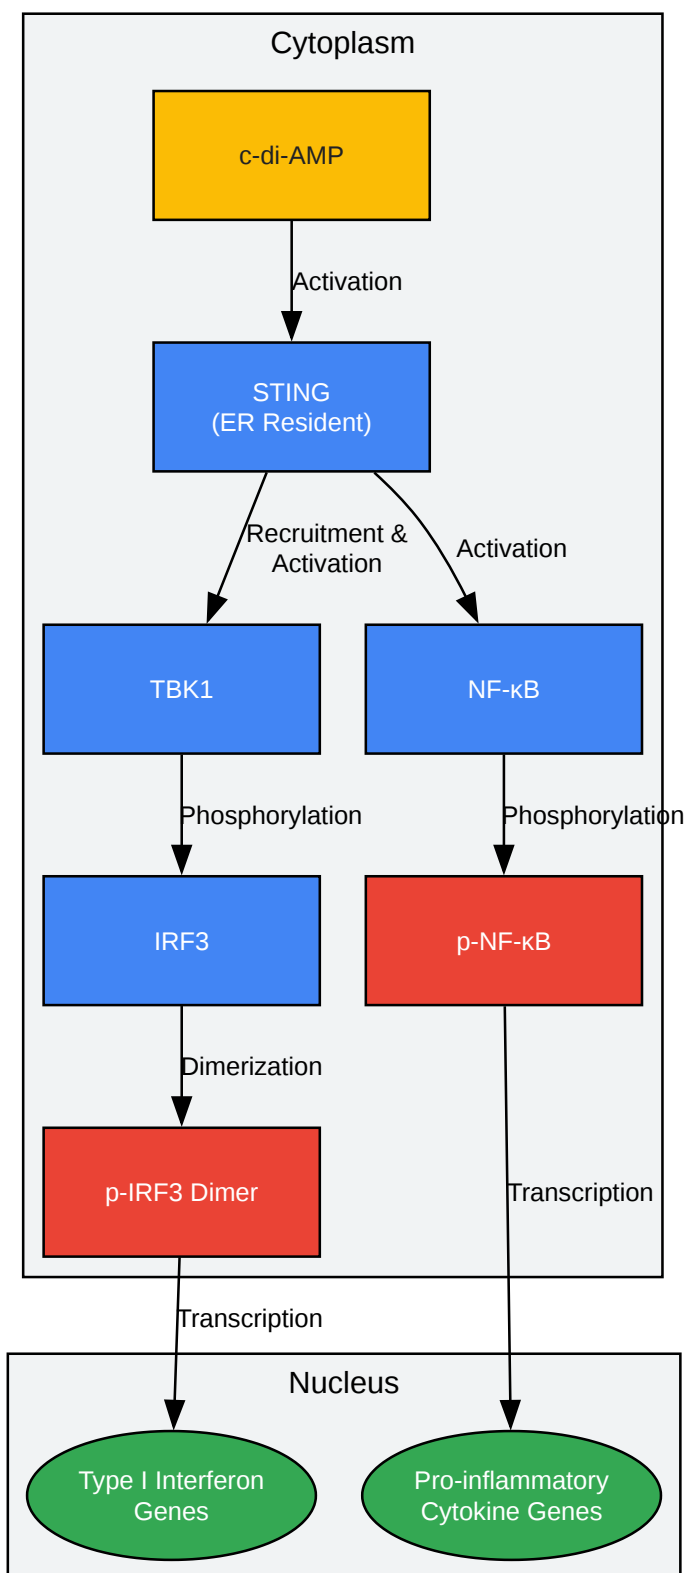 Cytoplasm
c-di-AMP
Activation
STING
(ER Resident)
Recruitment &
Activation
Activation
TBK1
NF-κB
Phosphorylation
Phosphorylation
IRF3
p-NF-κB
Dimerization
p-IRF3 Dimer
Transcription
Transcription
Nucleus
Type I Interferon
Genes
Pro-inflammatory
Cytokine Genes